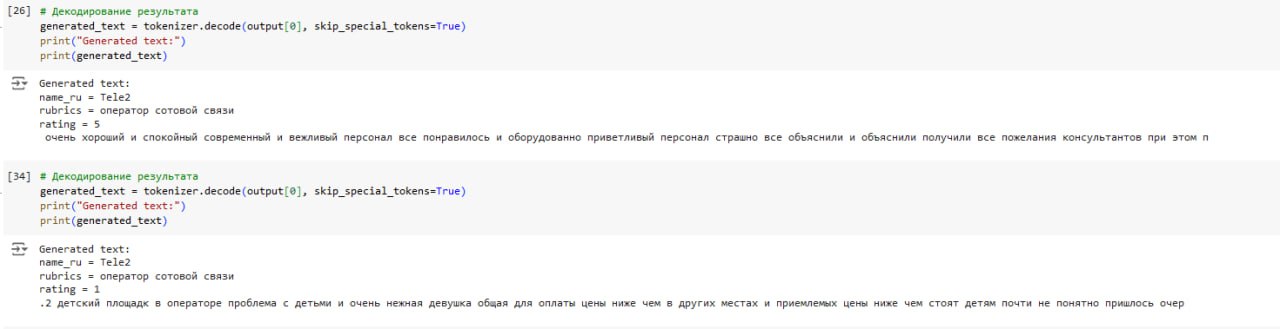 [26] # Декодирование результата
generated_text = tokenizer.decode(output[0], skip_special_tokens=True)
print("Generated text:")
print(generated_text)
Generated text:
name_ru = Tele2
rubrics = оператор сотовой связи
rating = 5
очень хороший и спокойный современный и вежливый персонал все понравилось и оборудованно приветливый персонал страшно все объяснили и объяснили получили все пожелания консультантов при этом п
[34] # Декодирование результата
generated_text = tokenizer.decode(output[0], skip_special_tokens=True)
print("Generated text:")
print(generated_text)
Generated text:
name_ru = Tele2
rubrics = оператор сотовой связи
rating = 1
.2 детский площадк в операторе проблема с детьми и очень нежная девушка общая для оплаты цены ниже чем в других местах и приемлемых цены ниже чем стоят детям почти не понятно пришлось очер